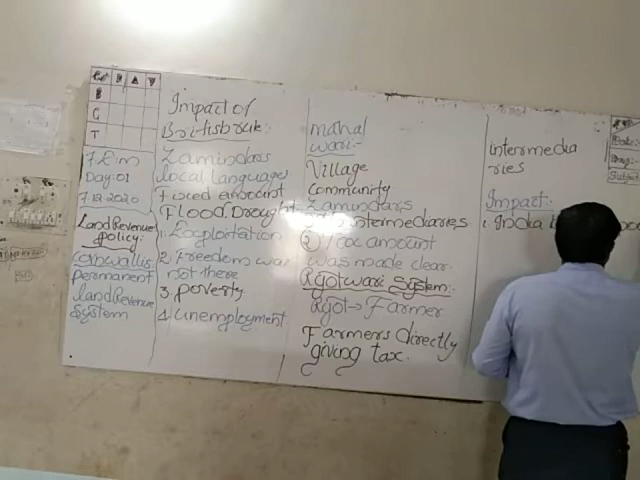 B
G
T
7 E/m
Day:01
7.12.2020
Land Revenue
Policy:
Cornwallis
permanent
land Revenue
System
Impact of
British rule:-
Zamindars
local languages
Fixed amount
Flood, Drought
1. Exploitation
2. Freedom was
not there
3. poverty
4. unemployment
mahal
wari:-
Village
Community
Zamindars
intermediaries
② Tax amount
was made clear.
Ryotwari System:-
Ryot → Farmer
Farmers directly
giving tax.
intermedia
ries
Impact:
1. India